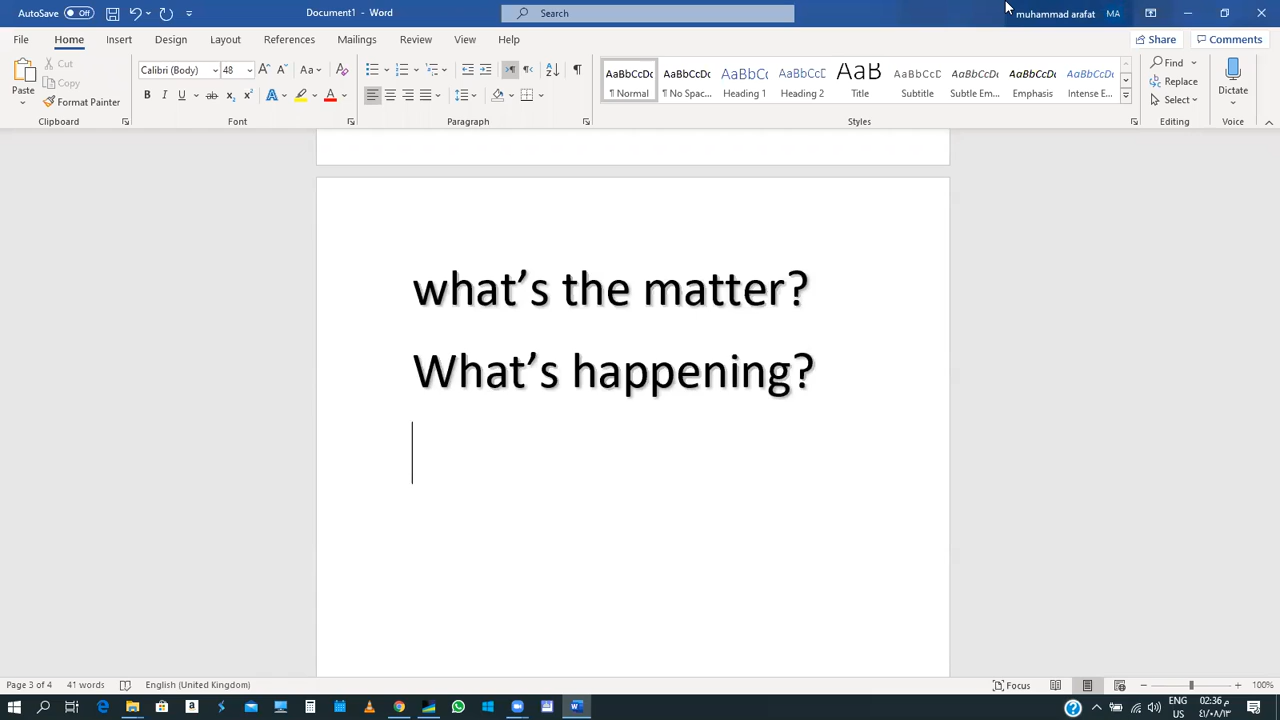 AutoSave Off Document1 - Word Search muhammad arafat MA
File Home Insert Design Layout References Mailings Review View Help Share Comments
Paste Cut Copy Format Painter Clipboard
Calibri (Body) 48 Font
Paragraph
AaBbCcDc AaBbCcDc AaBbCc AaBbCcD AaB AaBbCcD AaBbCcDc AaBbCcDc AaBbCcDc
¶ Normal ¶ No Spac... Heading 1 Heading 2 Title Subtitle Subtle Em... Emphasis Intense E...
Styles
Find Replace Select Editing
Dictate Voice
what’s the matter?
What’s happening?
Page 3 of 4 41 words English (United Kingdom) Focus 100%
ENG 02:36 م
US ٤١/٠٨/١٣